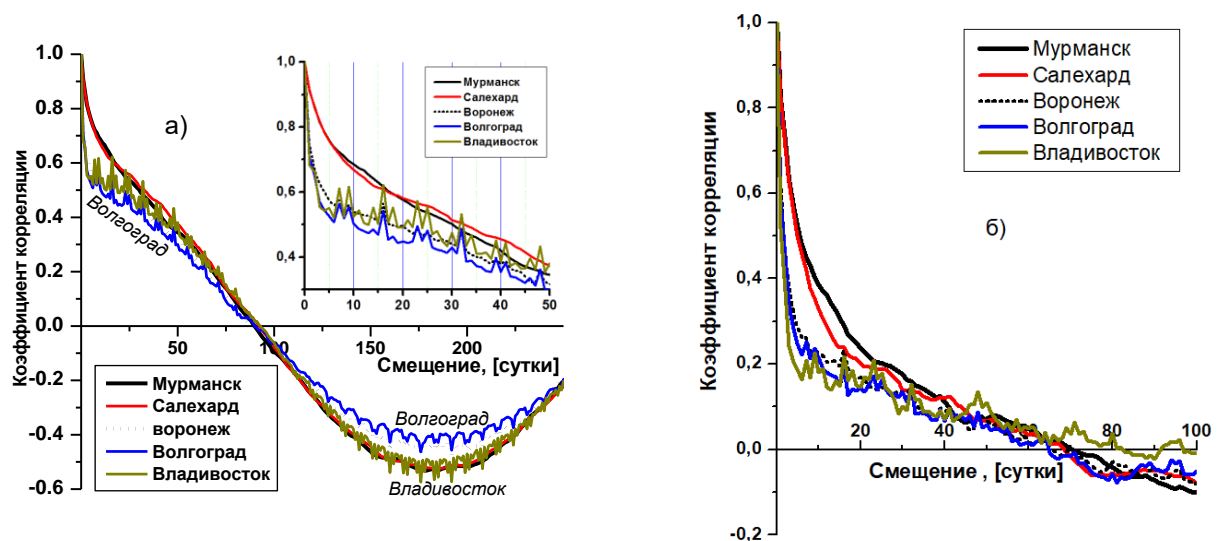 Коэффициент корреляции
1.0
0.8
0.6
0.4
0.2
0.0
-0.2
-0.4
-0.6
а)
Волгоград
50
100
150
200
Смещение, [сутки]
Волгоград
Владивосток
Мурманск
Салехард
воронеж
Волгоград
Владивосток
1,0
0,8
0,6
0,4
0
10
20
30
40
50
Мурманск
Салехард
Воронеж
Волгоград
Владивосток
Коэффициент корреляции
1,0
0,8
0,6
0,4
0,2
0,0
-0,2
б)
20
40
60
80
100
Смещение , [сутки]
Мурманск
Салехард
Воронеж
Волгоград
Владивосток